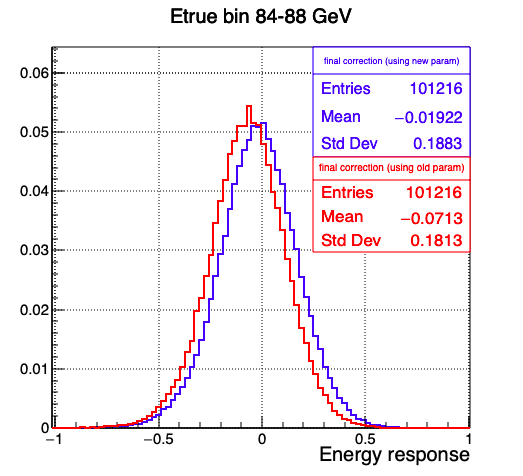 Etrue bin 84-88 GeV
final correction (using new param)
Entries 101216
Mean −0.01922
Std Dev 0.1883
final correction (using old param)
Entries 101216
Mean −0.0713
Std Dev 0.1813
0.06
0.05
0.04
0.03
0.02
0.01
0
−1 −0.5 0 0.5 1
Energy response